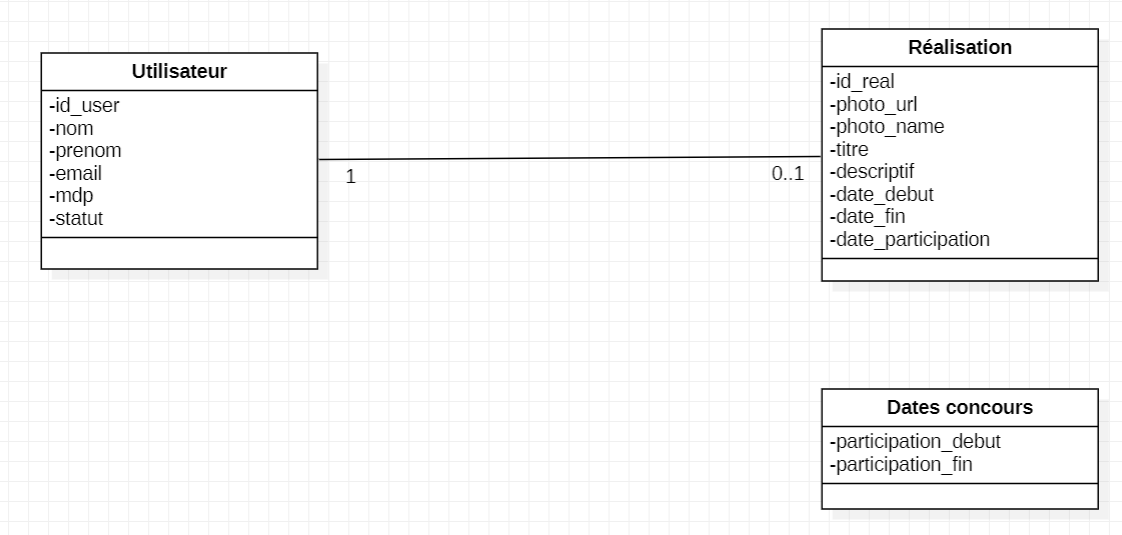 Utilisateur
-id_user
-nom
-prenom
-email
-mdp
-statut
1
0..1
Réalisation
-id_real
-photo_url
-photo_name
-titre
-descriptif
-date_debut
-date_fin
-date_participation
Dates concours
-participation_debut
-participation_fin